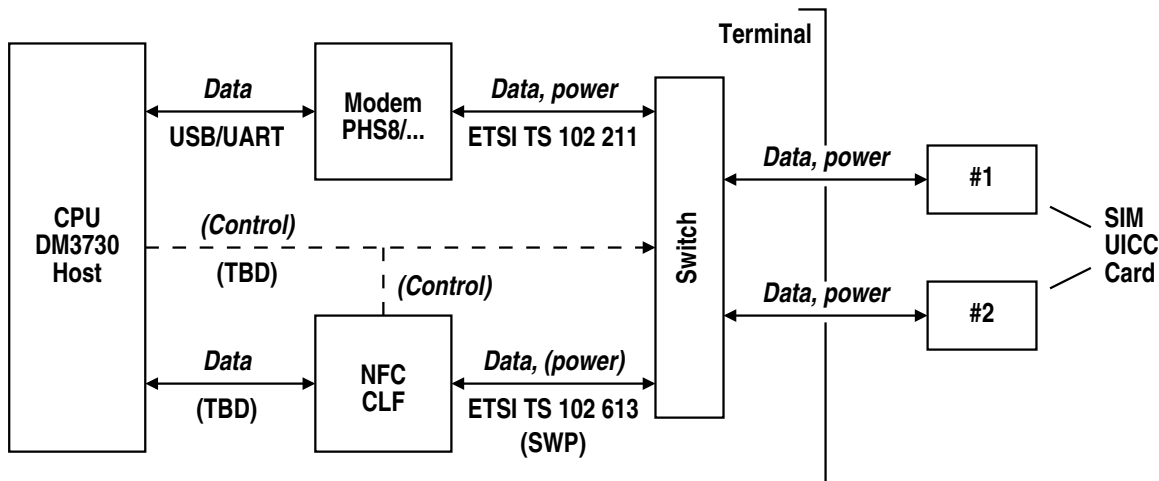 Terminal
Data
USB/UART
Modem
PHS8/...
Data, power
ETSI TS 102 211
Data, power
#1
CPU
DM3730
Host
(Control)
(TBD)
(Control)
Switch
SIM
UICC
Card
Data, power
#2
Data
(TBD)
NFC
CLF
Data, (power)
ETSI TS 102 613
(SWP)